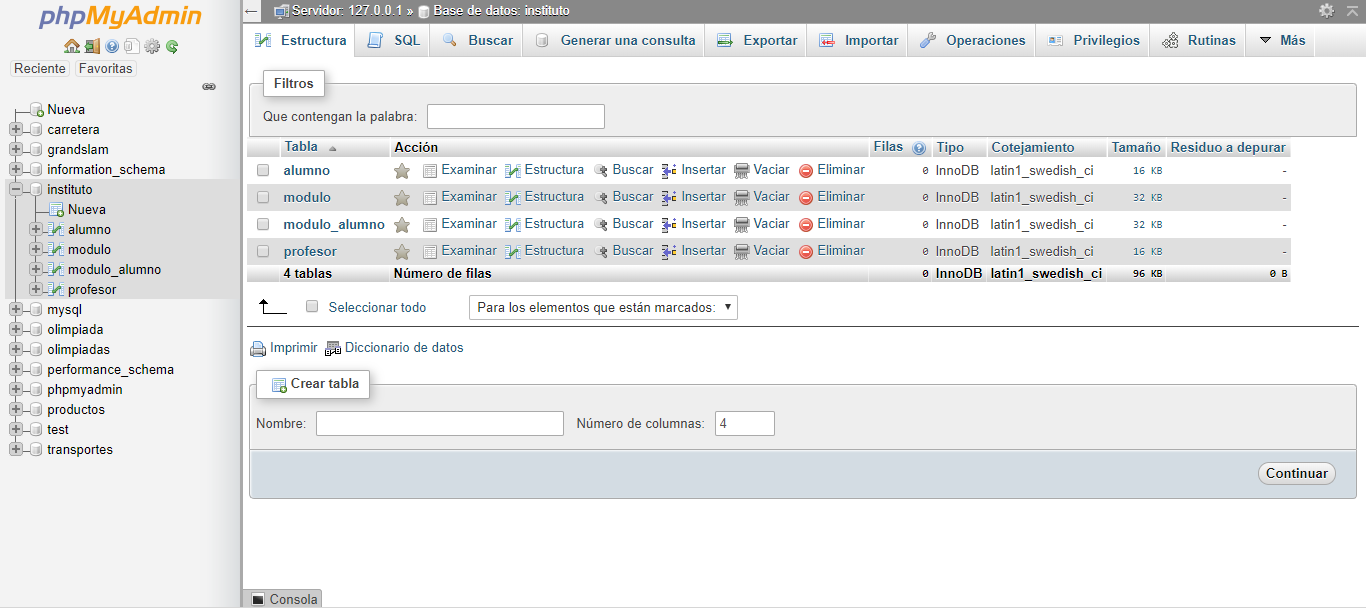 phpMyAdmin
Reciente Favoritas
Nueva
carretera
grandslam
information_schema
instituto
Nueva
alumno
modulo
modulo_alumno
profesor
mysql
olimpiada
olimpiadas
performance_schema
phpmyadmin
productos
test
transportes
Servidor: 127.0.0.1 » Base de datos: instituto
Estructura SQL Buscar Generar una consulta Exportar Importar Operaciones Privilegios Rutinas Más
Filtros
Que contengan la palabra:
Tabla Acción Filas Tipo Cotejamiento Tamaño Residuo a depurar
alumno Examinar Estructura Buscar Insertar Vaciar Eliminar 0 InnoDB latin1_swedish_ci 16 KB -
modulo Examinar Estructura Buscar Insertar Vaciar Eliminar 0 InnoDB latin1_swedish_ci 32 KB -
modulo_alumno Examinar Estructura Buscar Insertar Vaciar Eliminar 0 InnoDB latin1_swedish_ci 32 KB -
profesor Examinar Estructura Buscar Insertar Vaciar Eliminar 0 InnoDB latin1_swedish_ci 16 KB -
4 tablas Número de filas 0 InnoDB latin1_swedish_ci 96 KB 0 B
Seleccionar todo Para los elementos que están marcados:
Imprimir Diccionario de datos
Crear tabla
Nombre: Número de columnas: 4
Continuar
Consola